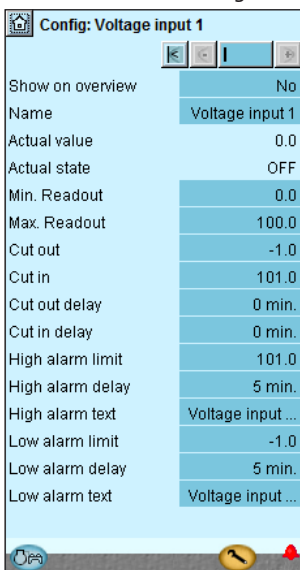 Config: Voltage input 1
Show on overview No
Name Voltage input 1
Actual value 0.0
Actual state OFF
Min. Readout 0.0
Max. Readout 100.0
Cut out -1.0
Cut in 101.0
Cut out delay 0 min.
Cut in delay 0 min.
High alarm limit 101.0
High alarm delay 5 min.
High alarm text Voltage input ...
Low alarm limit -1.0
Low alarm delay 5 min.
Low alarm text Voltage input ...